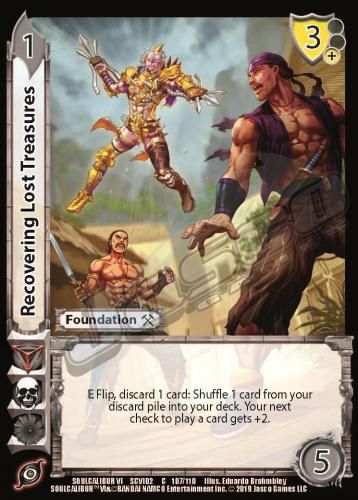 1
3
+
Recovering Lost Treasures
Foundation
E Flip, discard 1 card: Shuffle 1 card from your
discard pile into your deck. Your next
check to play a card gets +2.
5
SOULCALIBUR VI SCVI02 C 107/110 Illus. Eduardo Brohmbley
SOULCALIBUR™ VI&©BANDAI NAMCO Entertainment Inc. © 2019 Jasco Games LLC